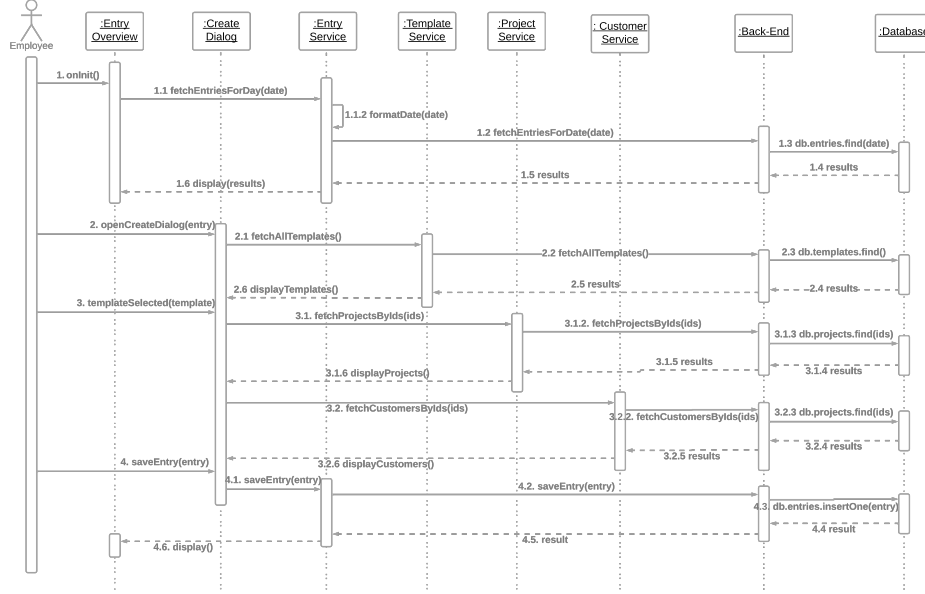 :Entry
Overview
:Create
Dialog
:Entry
Service
:Template
Service
:Project
Service
: Customer
Service
:Back-End
:Database
Employee
1. onInit()
1.1 fetchEntriesForDay(date)
1.1.2 formatDate(date)
1.2 fetchEntriesForDate(date)
1.3 db.entries.find(date)
1.4 results
1.5 results
1.6 display(results)
2. openCreateDialog(entry)
2.1 fetchAllTemplates()
2.2 fetchAllTemplates()
2.3 db.templates.find()
2.4 results
2.5 results
2.6 displayTemplates()
3. templateSelected(template)
3.1. fetchProjectsByIds(ids)
3.1.2. fetchProjectsByIds(ids)
3.1.3 db.projects.find(ids)
3.1.4 results
3.1.5 results
3.1.6 displayProjects()
3.2. fetchCustomersByIds(ids)
3.2.2. fetchCustomersByIds(ids)
3.2.3 db.projects.find(ids)
3.2.4 results
3.2.5 results
3.2.6 displayCustomers()
4. saveEntry(entry)
4.1. saveEntry(entry)
4.2. saveEntry(entry)
4.3. db.entries.insertOne(entry)
4.4 result
4.5. result
4.6. display()